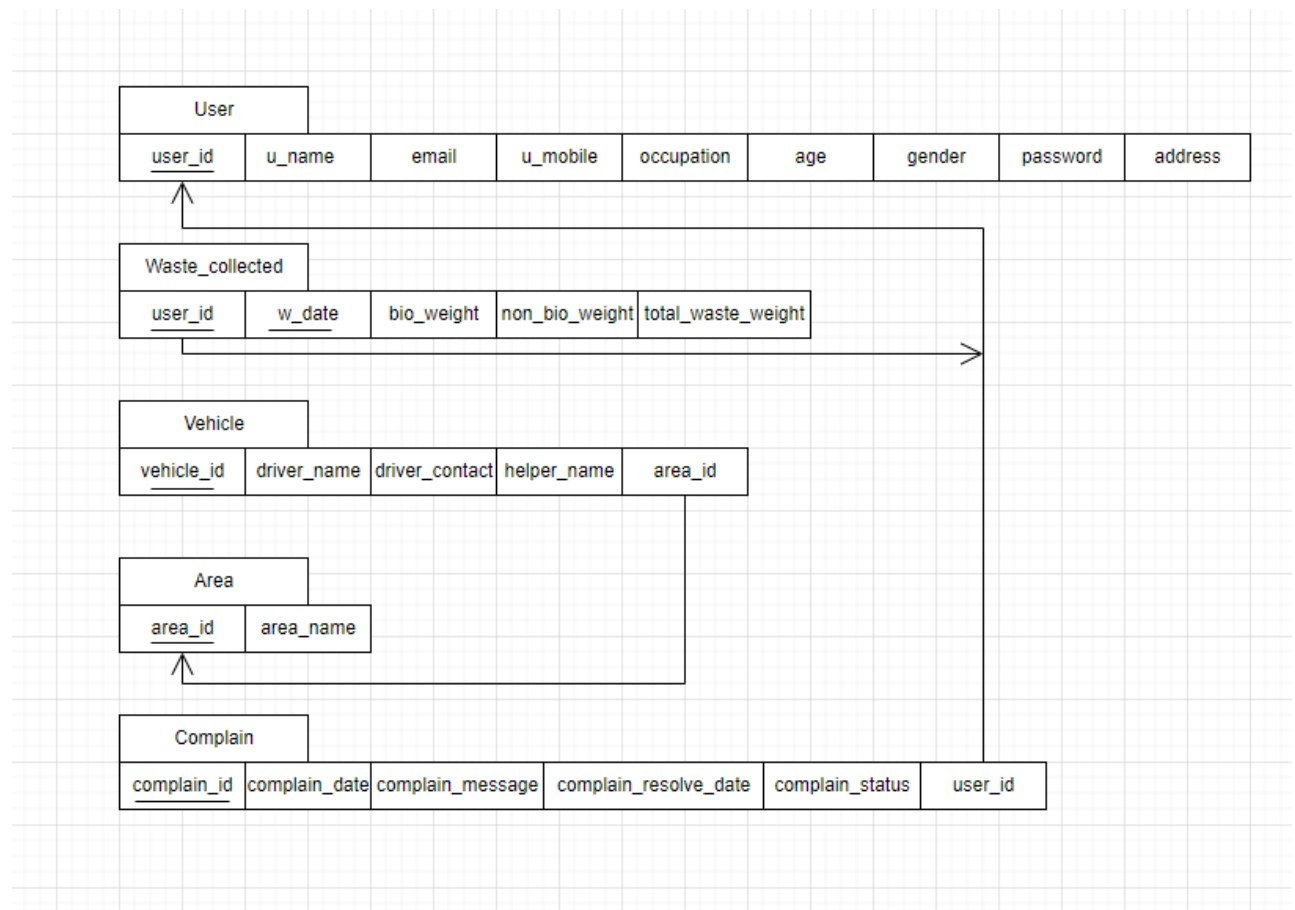 User
user_id u_name email u_mobile occupation age gender password address
Waste_collected
user_id w_date bio_weight non_bio_weight total_waste_weight
Vehicle
vehicle_id driver_name driver_contact helper_name area_id
Area
area_id area_name
Complain
complain_id complain_date complain_message complain_resolve_date complain_status user_id